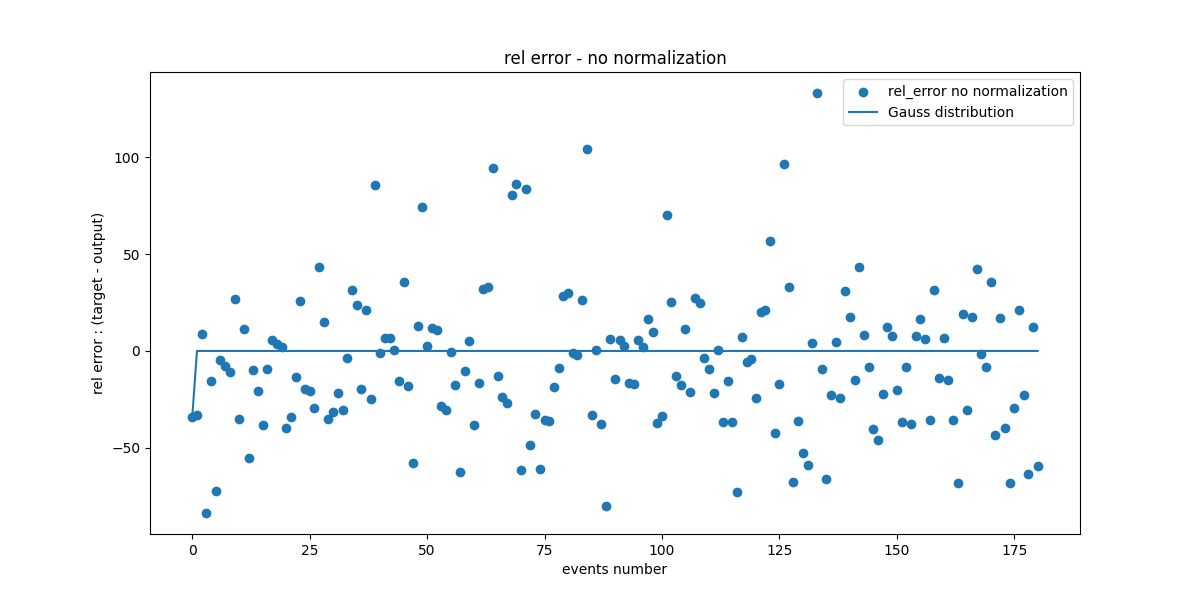 rel error - no normalization
rel_error no normalization
Gauss distribution
rel error : (target - output)
100
50
0
−50
0
25
50
75
100
125
150
175
events number